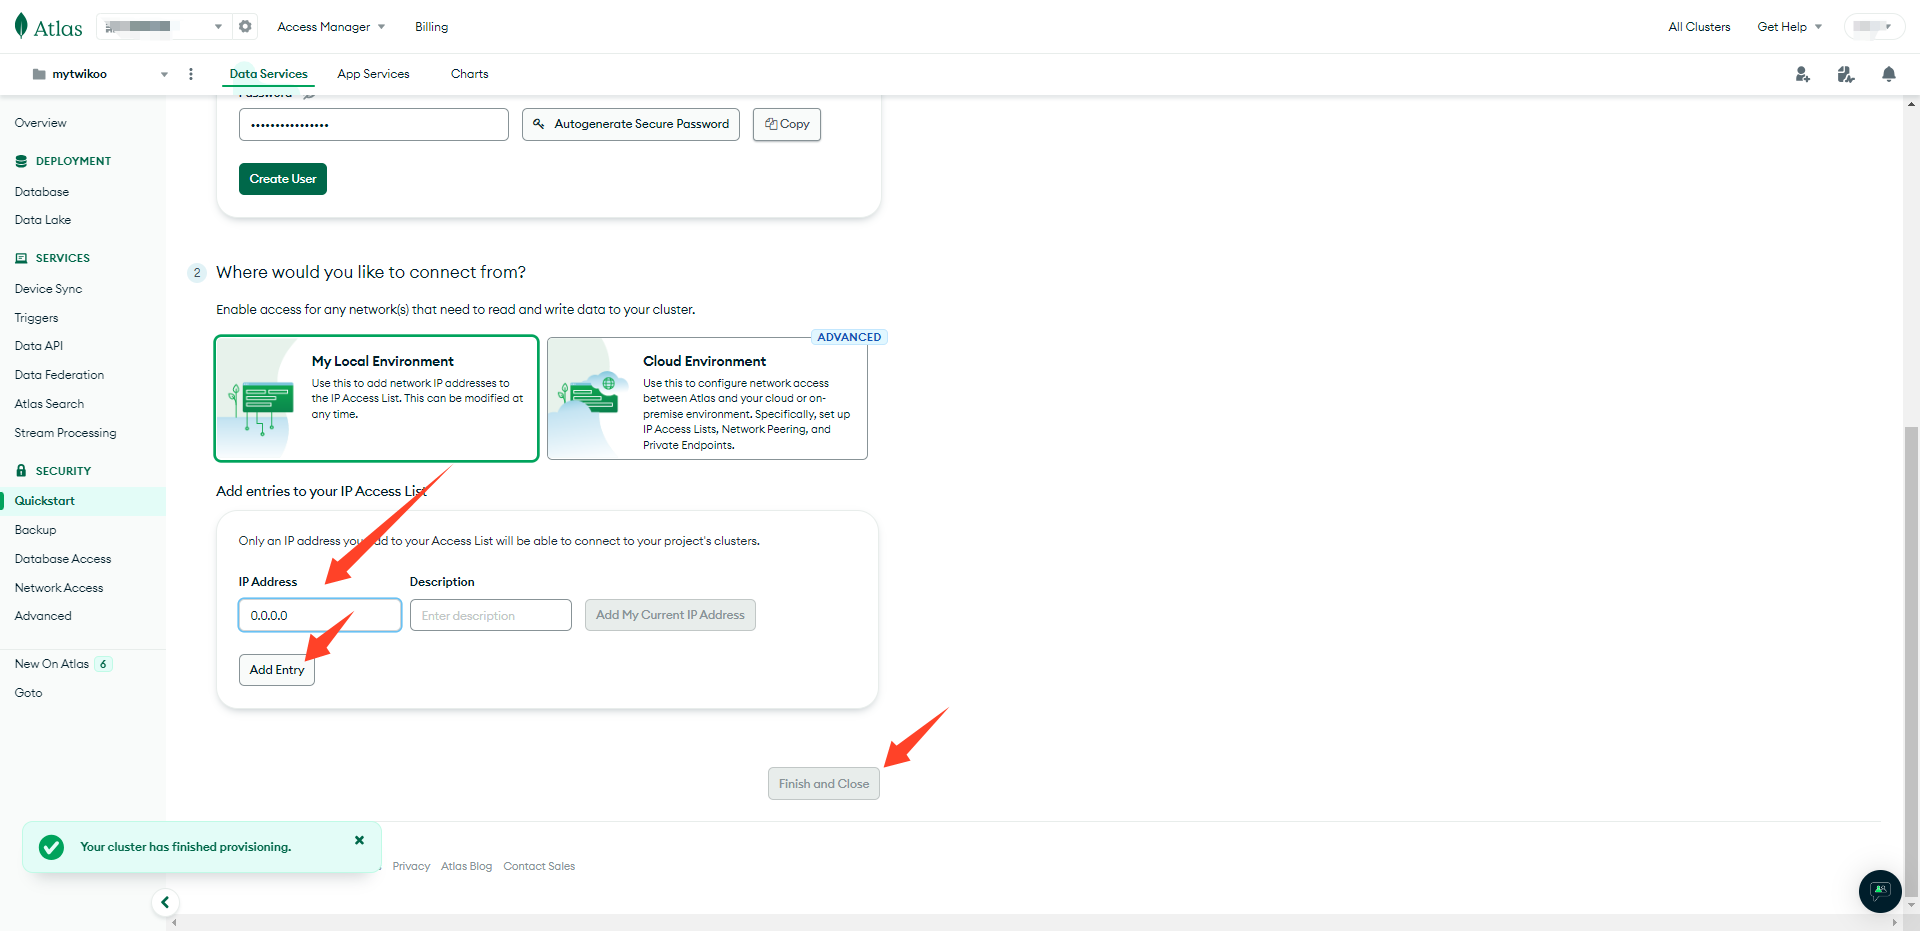 Atlas
Access Manager
Billing
All Clusters
Get Help
mytwikoo
Data Services
App Services
Charts
Overview
DEPLOYMENT
Database
Data Lake
SERVICES
Device Sync
Triggers
Data API
Data Federation
Atlas Search
Stream Processing
SECURITY
Quickstart
Backup
Database Access
Network Access
Advanced
New On Atlas 6
Goto
Password
••••••••••••••••
Autogenerate Secure Password
Copy
Create User
2 Where would you like to connect from?
Enable access for any network(s) that need to read and write data to your cluster.
My Local Environment
Use this to add network IP addresses to
the IP Access List. This can be modified at
any time.
ADVANCED
Cloud Environment
Use this to configure network access
between Atlas and your cloud or on-
premise environment. Specifically, set up
IP Access Lists, Network Peering, and
Private Endpoints.
Add entries to your IP Access List
Only an IP address you add to your Access List will be able to connect to your project's clusters.
IP Address
Description
0.0.0.0
Enter description
Add My Current IP Address
Add Entry
Finish and Close
Your cluster has finished provisioning.
Privacy
Atlas Blog
Contact Sales